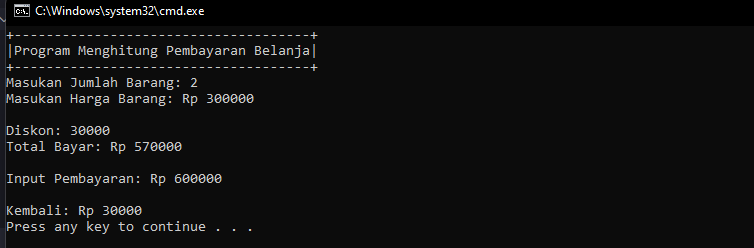 C:\Windows\system32\cmd.exe
+-------------------------------------+
|Program Menghitung Pembayaran Belanja|
+-------------------------------------+
Masukan Jumlah Barang: 2
Masukan Harga Barang: Rp 300000
Diskon: 30000
Total Bayar: Rp 570000
Input Pembayaran: Rp 600000
Kembali: Rp 30000
Press any key to continue . . .